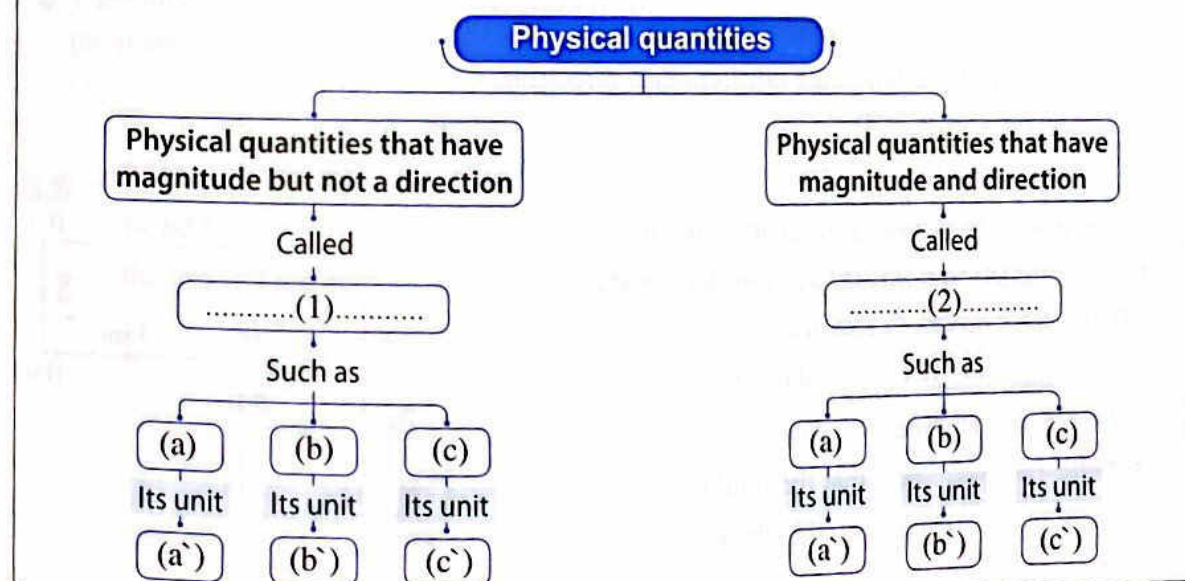 Physical quantities
Physical quantities that have
magnitude but not a direction
Called
..........(1)..........
Such as
(a) (b) (c)
Its unit Its unit Its unit
(a`) (b`) (c`)
Physical quantities that have
magnitude and direction
Called
..........(2)..........
Such as
(a) (b) (c)
Its unit Its unit Its unit
(a`) (b`) (c`)